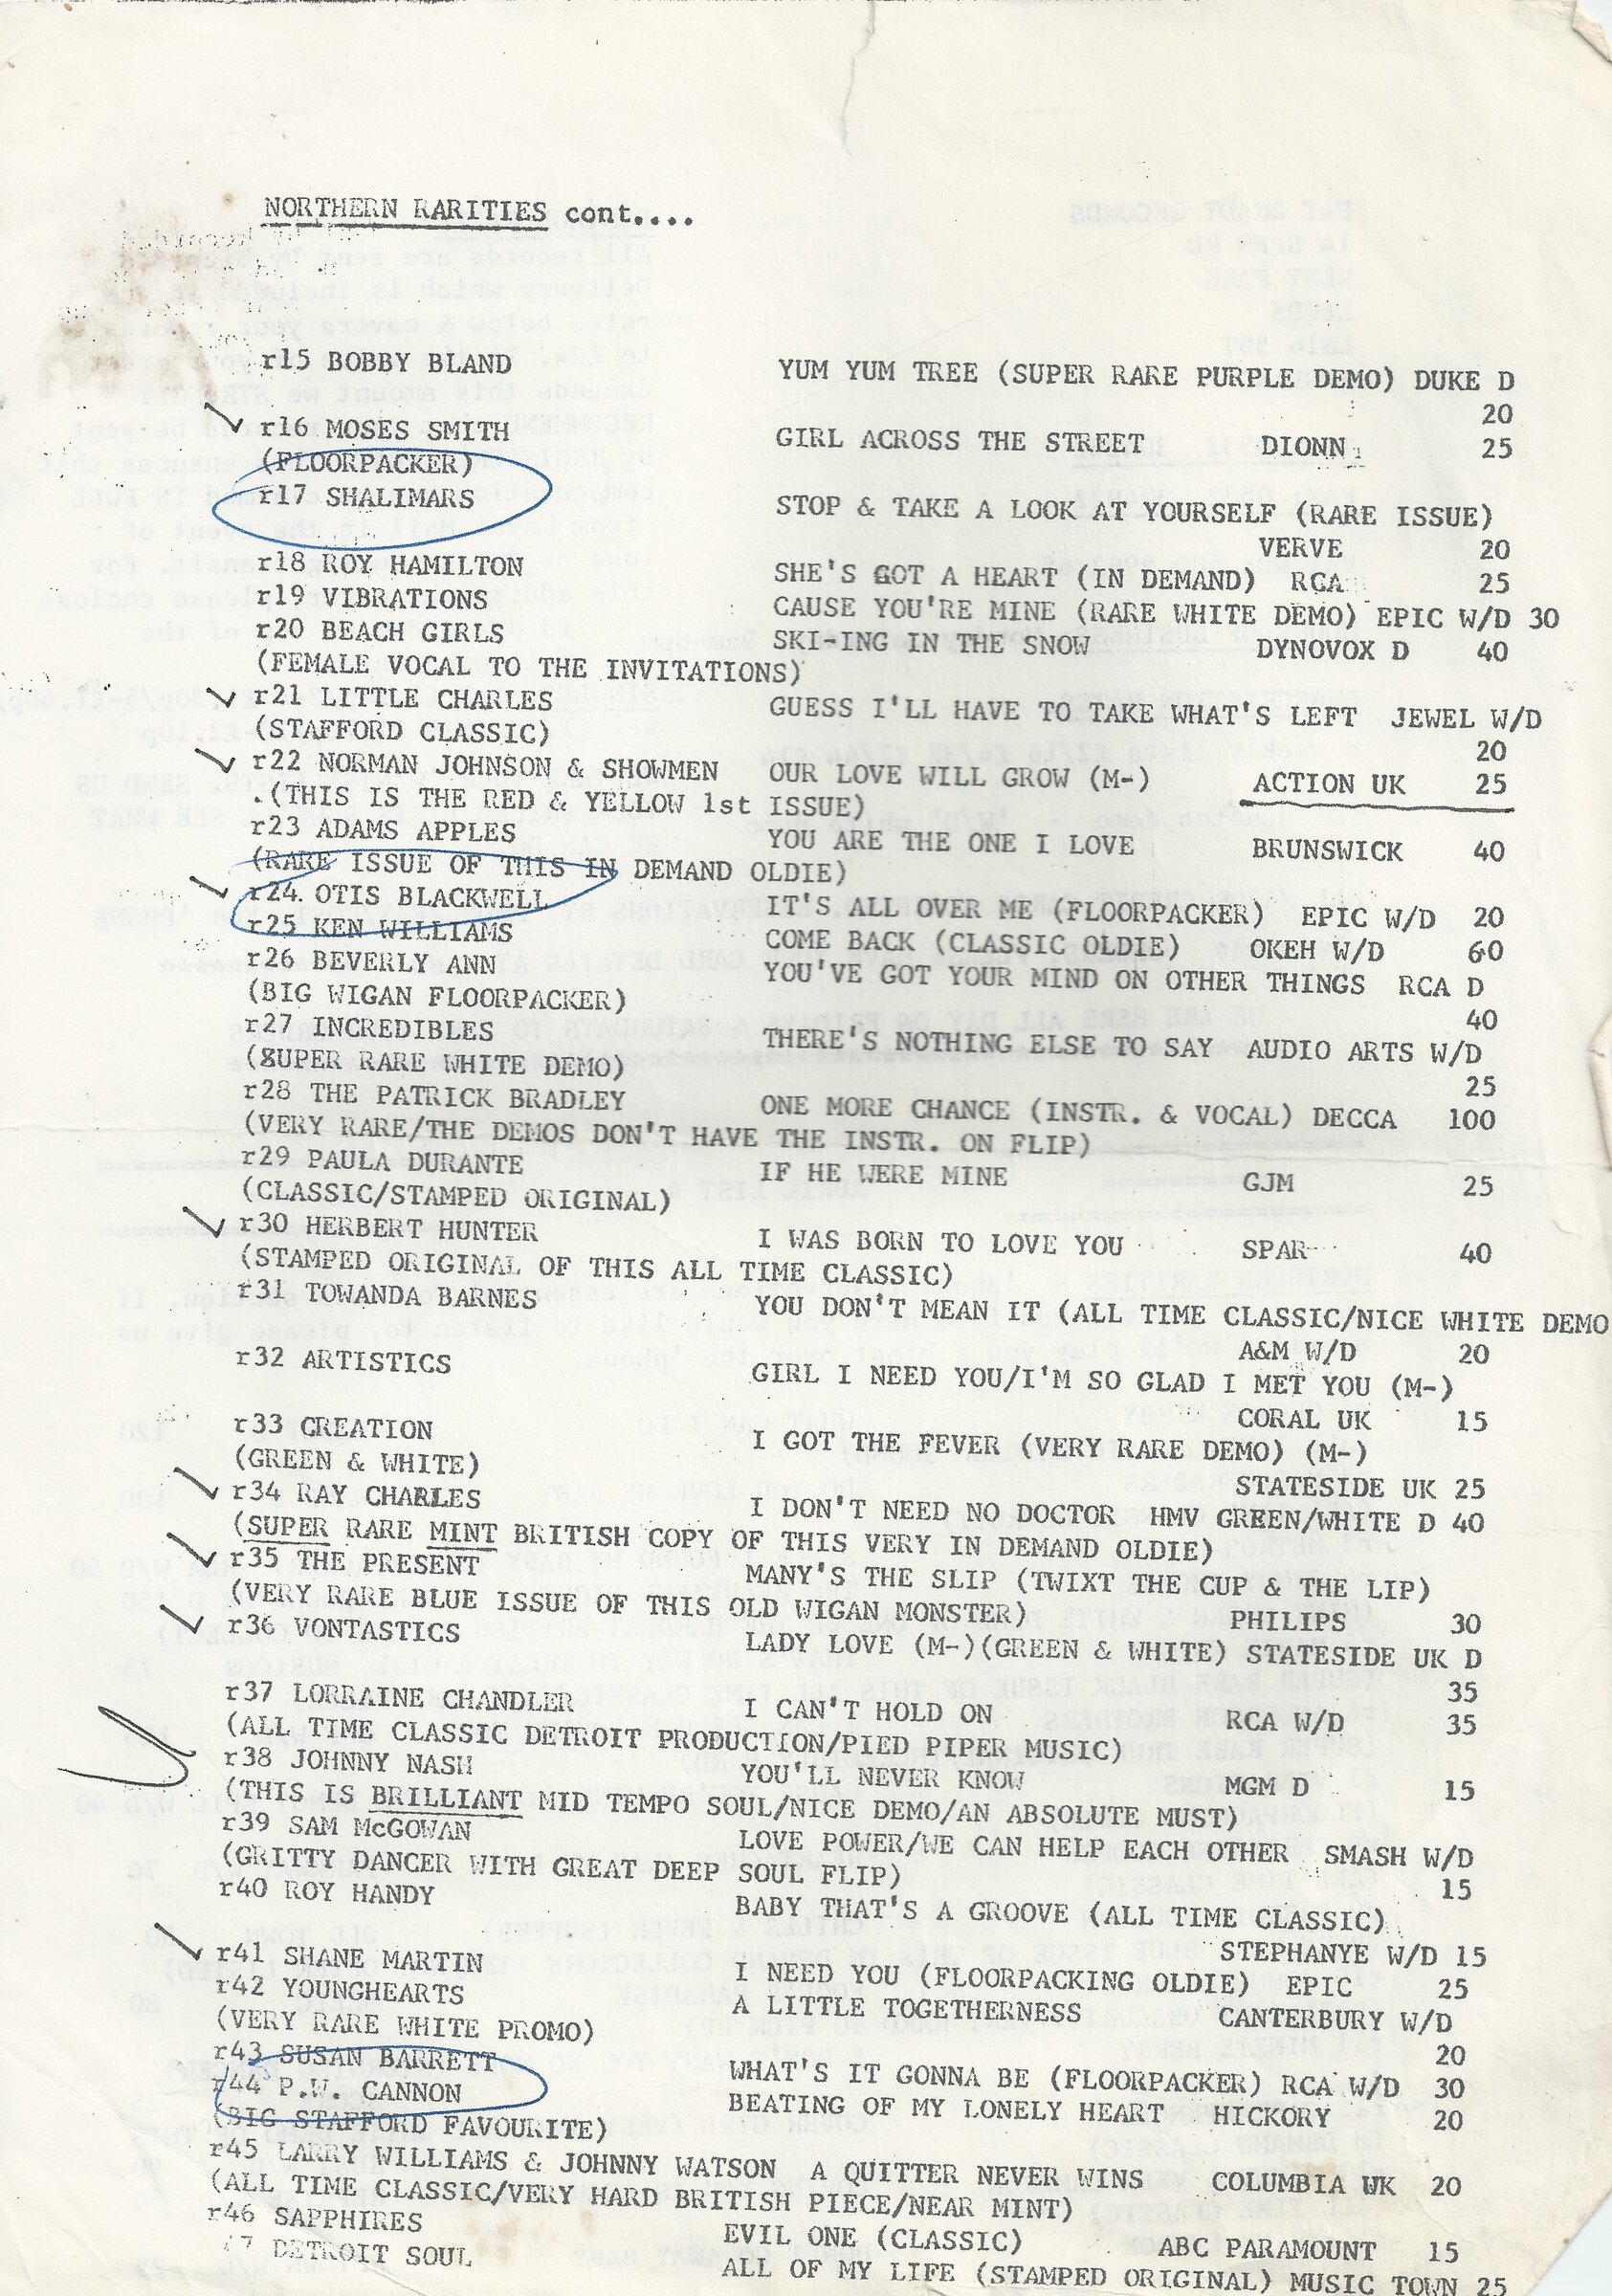 NORTHERN RARITIES cont....
r15 BOBBY BLAND YUM YUM TREE (SUPER RARE PURPLE DEMO) DUKE D
20
r16 MOSES SMITH GIRL ACROSS THE STREET DIONN 25
(FLOORPACKER)
r17 SHALIMARS STOP & TAKE A LOOK AT YOURSELF (RARE ISSUE)
VERVE 20
r18 ROY HAMILTON SHE'S GOT A HEART (IN DEMAND) RCA 25
r19 VIBRATIONS CAUSE YOU'RE MINE (RARE WHITE DEMO) EPIC W/D 30
r20 BEACH GIRLS SKI-ING IN THE SNOW DYNOVOX D 40
(FEMALE VOCAL TO THE INVITATIONS)
r21 LITTLE CHARLES GUESS I'LL HAVE TO TAKE WHAT'S LEFT JEWEL W/D
(STAFFORD CLASSIC) 20
r22 NORMAN JOHNSON & SHOWMEN OUR LOVE WILL GROW (M-) ACTION UK 25
.(THIS IS THE RED & YELLOW 1st ISSUE)
r23 ADAMS APPLES YOU ARE THE ONE I LOVE BRUNSWICK 40
(RARE ISSUE OF THIS IN DEMAND OLDIE)
r24. OTIS BLACKWELL IT'S ALL OVER ME (FLOORPACKER) EPIC W/D 20
r25 KEN WILLIAMS COME BACK (CLASSIC OLDIE) OKEH W/D 60
r26 BEVERLY ANN YOU'VE GOT YOUR MIND ON OTHER THINGS RCA D
(BIG WIGAN FLOORPACKER) 40
r27 INCREDIBLES THERE'S NOTHING ELSE TO SAY AUDIO ARTS W/D
(SUPER RARE WHITE DEMO) 25
r28 THE PATRICK BRADLEY ONE MORE CHANCE (INSTR. & VOCAL) DECCA 100
(VERY RARE/THE DEMOS DON'T HAVE THE INSTR. ON FLIP)
r29 PAULA DURANTE IF HE WERE MINE GJM 25
(CLASSIC/STAMPED ORIGINAL)
r30 HERBERT HUNTER I WAS BORN TO LOVE YOU SPAR 40
(STAMPED ORIGINAL OF THIS ALL TIME CLASSIC)
r31 TOWANDA BARNES YOU DON'T MEAN IT (ALL TIME CLASSIC/NICE WHITE DEMO
A&M W/D 20
r32 ARTISTICS GIRL I NEED YOU/I'M SO GLAD I MET YOU (M-)
CORAL UK 15
r33 CREATION I GOT THE FEVER (VERY RARE DEMO) (M-)
(GREEN & WHITE) STATESIDE UK 25
r34 RAY CHARLES I DON'T NEED NO DOCTOR HMV GREEN/WHITE D 40
(SUPER RARE MINT BRITISH COPY OF THIS VERY IN DEMAND OLDIE)
r35 THE PRESENT MANY'S THE SLIP (TWIXT THE CUP & THE LIP)
(VERY RARE BLUE ISSUE OF THIS OLD WIGAN MONSTER) PHILIPS 30
r36 VONTASTICS LADY LOVE (M-)(GREEN & WHITE) STATESIDE UK D
35
r37 LORRAINE CHANDLER I CAN'T HOLD ON RCA W/D 35
(ALL TIME CLASSIC DETROIT PRODUCTION/PIED PIPER MUSIC)
r38 JOHNNY NASH YOU'LL NEVER KNOW MGM D 15
(THIS IS BRILLIANT MID TEMPO SOUL/NICE DEMO/AN ABSOLUTE MUST)
r39 SAM McGOWAN LOVE POWER/WE CAN HELP EACH OTHER SMASH W/D
(GRITTY DANCER WITH GREAT DEEP SOUL FLIP) 15
r40 ROY HANDY BABY THAT'S A GROOVE (ALL TIME CLASSIC)
STEPHANYE W/D 15
r41 SHANE MARTIN I NEED YOU (FLOORPACKING OLDIE) EPIC 25
r42 YOUNGHEARTS A LITTLE TOGETHERNESS CANTERBURY W/D
(VERY RARE WHITE PROMO) 20
r43 SUSAN BARRETT WHAT'S IT GONNA BE (FLOORPACKER) RCA W/D 30
r44 P.W. CANNON BEATING OF MY LONELY HEART HICKORY 20
(BIG STAFFORD FAVOURITE)
r45 LARRY WILLIAMS & JOHNNY WATSON A QUITTER NEVER WINS COLUMBIA UK 20
(ALL TIME CLASSIC/VERY HARD BRITISH PIECE/NEAR MINT)
r46 SAPPHIRES EVIL ONE (CLASSIC) ABC PARAMOUNT 15
47 DETROIT SOUL ALL OF MY LIFE (STAMPED ORIGINAL) MUSIC TOWN 25